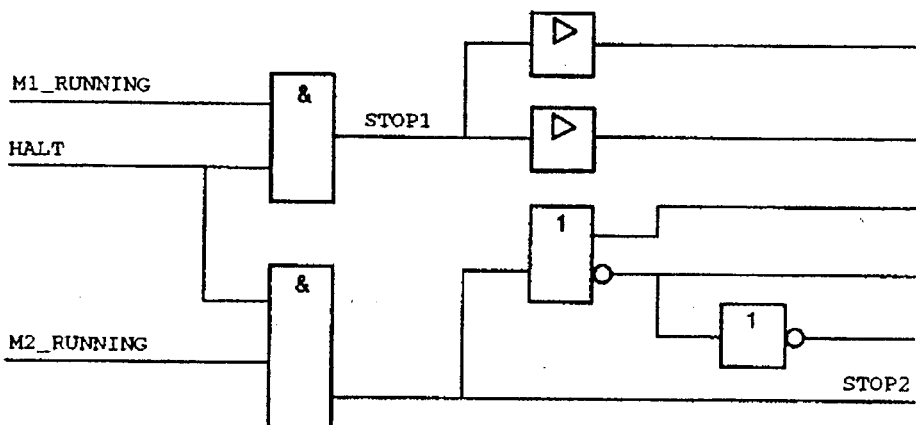 M1_RUNNING
&
STOP1
HALT
1
&
1
M2_RUNNING
STOP2